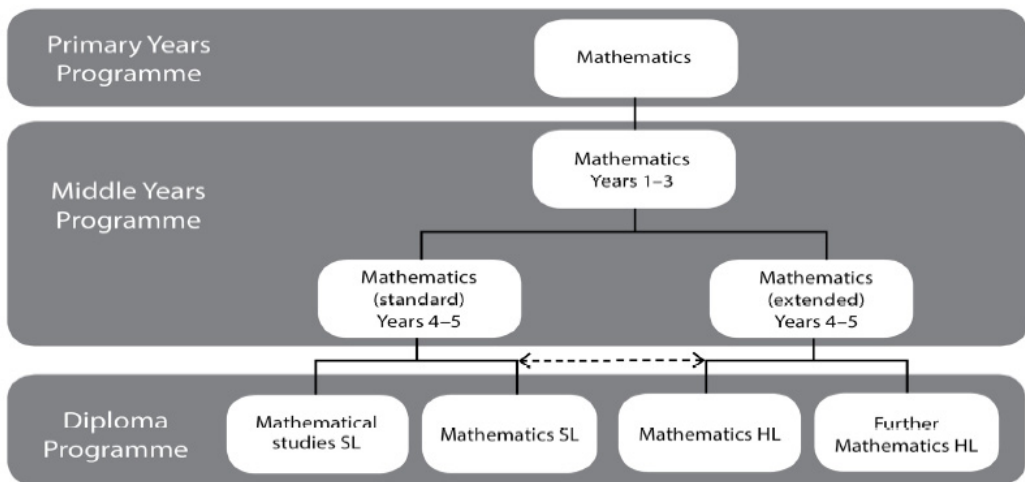 Primary Years
Programme
Mathematics
Middle Years
Programme
Mathematics
Years 1–3
Mathematics
(standard)
Years 4–5
Mathematics
(extended)
Years 4–5
Diploma
Programme
Mathematical
studies SL
Mathematics SL
Mathematics HL
Further
Mathematics HL